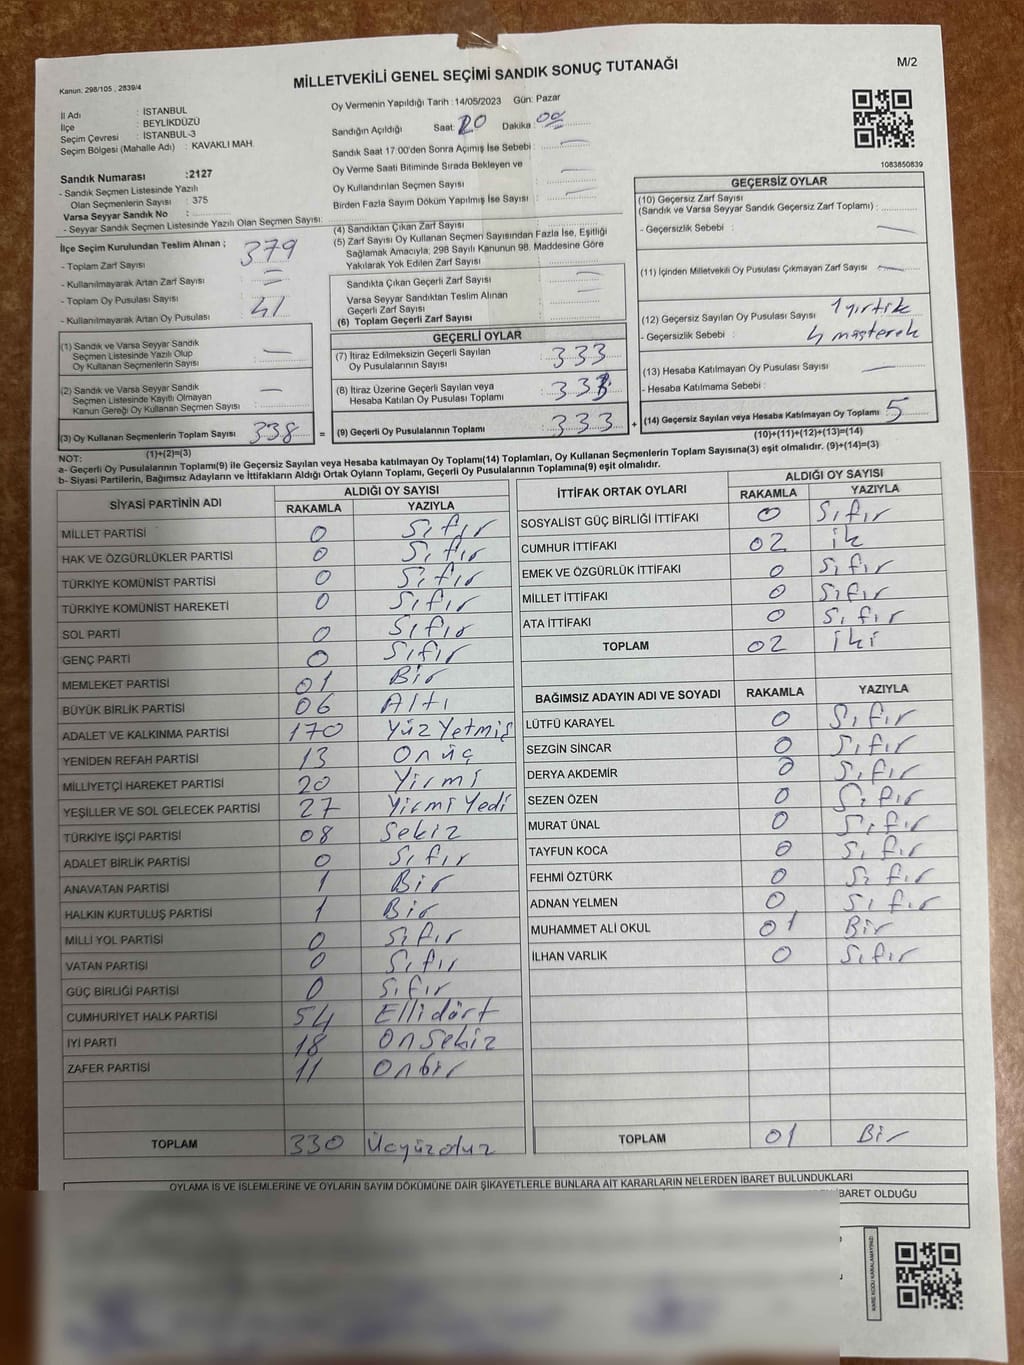 MİLLETVEKİLİ GENEL SEÇİMİ SANDIK SONUÇ TUTANAĞI
M/2
Kanun. 298/105 , 2839/4
İl Adı : İSTANBUL
İlçe : BEYLİKDÜZÜ
Seçim Çevresi : İSTANBUL-3
Seçim Bölgesi (Mahalle Adı) : KAVAKLI MAH.
Oy Vermenin Yapıldığı Tarih : 14/05/2023 Gün: Pazar
Sandığın Açıldığı Saat: 20 Dakika : 00
Sandık Saat 17:00'den Sonra Açımış İse Sebebi : —
Oy Verme Saati Bitiminde Sırada Bekleyen ve
Oy Kullandırılan Seçmen Sayısı : —
Birden Fazla Sayım Döküm Yapılmış İse Sayısı : —
1083850839
Sandık Numarası :2127
- Sandık Seçmen Listesinde Yazılı
Olan Seçmenlerin Sayısı : 375
Varsa Seyyar Sandık No :
- Seyyar Sandık Seçmen Listesinde Yazılı Olan Seçmen Sayısı:
İlçe Seçim Kurulundan Teslim Alınan ;
- Toplam Zarf Sayısı : 379
- Kullanılmayarak Artan Zarf Sayısı :
- Toplam Oy Pusulası Sayısı :
- Kullanılmayarak Artan Oy Pusulası : 41
(1) Sandık ve Varsa Seyyar Sandık
Seçmen Listesinde Yazılı Olup
Oy Kullanan Seçmenlerin Sayısı : —
(2) Sandık ve Varsa Seyyar Sandık
Seçmen Listesinde Kayıtlı Olmayan
Kanun Gereği Oy Kullanan Seçmen Sayısı : —
(3) Oy Kullanan Seçmenlerin Toplam Sayısı : 338
(1)+(2)=(3)
(4) Sandıktan Çıkan Zarf Sayısı :
(5) Zarf Sayısı Oy Kullanan Seçmen Sayısından Fazla İse, Eşitliği
Sağlamak Amacıyla; 298 Sayılı Kanunun 98. Maddesine Göre
Yakılarak Yok Edilen Zarf Sayısı :
Sandıkta Çıkan Geçerli Zarf Sayısı :
Varsa Seyyar Sandıktan Teslim Alınan
Geçerli Zarf Sayısı :
(6) Toplam Geçerli Zarf Sayısı :
GEÇERLİ OYLAR
(7) İtiraz Edilmeksizin Geçerli Sayılan
Oy Pusulalarının Sayısı : 333
(8) İtiraz Üzerine Geçerli Sayılan veya
Hesaba Katılan Oy Pusulası Toplamı : 333
= (9) Geçerli Oy Pusulalarının Toplamı : 333 +
GEÇERSİZ OYLAR
(10) Geçersiz Zarf Sayısı
(Sandık ve Varsa Seyyar Sandık Geçersiz Zarf Toplamı) :
- Geçersizlik Sebebi : —
(11) İçinden Milletvekili Oy Pusulası Çıkmayan Zarf Sayısı : —
(12) Geçersiz Sayılan Oy Pusulası Sayısı : 1 yırtık
- Geçersizlik Sebebi : 4 müşterek
(13) Hesaba Katılmayan Oy Pusulası Sayısı : —
- Hesaba Katılmama Sebebi :
(14) Geçersiz Sayılan veya Hesaba Katılmayan Oy Toplamı : 5
(10)+(11)+(12)+(13)=(14)
NOT:
a- Geçerli Oy Pusulalarının Toplamı(9) ile Geçersiz Sayılan veya Hesaba Katılmayan Oy Toplamı(14) Toplamları, Oy Kullanan Seçmenlerin Toplam Sayısına(3) eşit olmalıdır. (9)+(14)=(3)
b- Siyasi Partilerin, Bağımsız Adayların ve İttifakların Aldığı Ortak Oyların Toplamı, Geçerli Oy Pusulalarının Toplamına(9) eşit olmalıdır.
SİYASİ PARTİNİN ADI ALDIĞI OY SAYISI
RAKAMLA YAZIYLA
MİLLET PARTİSİ 0 Sıfır
HAK VE ÖZGÜRLÜKLER PARTİSİ 0 Sıfır
TÜRKİYE KOMÜNİST PARTİSİ 0 Sıfır
TÜRKİYE KOMÜNİST HAREKETİ 0 Sıfır
SOL PARTİ 0 Sıfır
GENÇ PARTİ 0 Sıfır
MEMLEKET PARTİSİ 01 Bir
BÜYÜK BİRLİK PARTİSİ 06 Altı
ADALET VE KALKINMA PARTİSİ 170 Yüz Yetmiş
YENİDEN REFAH PARTİSİ 13 Onüç
MİLLİYETÇİ HAREKET PARTİSİ 20 Yirmi
YEŞİLLER VE SOL GELECEK PARTİSİ 27 Yirmi Yedi
TÜRKİYE İŞÇİ PARTİSİ 08 Sekiz
ADALET BİRLİK PARTİSİ 0 Sıfır
ANAVATAN PARTİSİ 1 Bir
HALKIN KURTULUŞ PARTİSİ 1 Bir
MİLLİ YOL PARTİSİ 0 Sıfır
VATAN PARTİSİ 0 Sıfır
GÜÇ BİRLİĞİ PARTİSİ 0 Sıfır
CUMHURİYET HALK PARTİSİ 54 Ellidört
İYİ PARTİ 18 Onsekiz
ZAFER PARTİSİ 11 Onbir
TOPLAM 330 Üçyüzotuz
İTTİFAK ORTAK OYLARI ALDIĞI OY SAYISI
RAKAMLA YAZIYLA
SOSYALİST GÜÇ BİRLİĞİ İTTİFAKI 0 Sıfır
CUMHUR İTTİFAKI 02 ik
EMEK VE ÖZGÜRLÜK İTTİFAKI 0 Sıfır
MİLLET İTTİFAKI 0 Sıfır
ATA İTTİFAKI 0 Sıfır
TOPLAM 02 iki
BAĞIMSIZ ADAYIN ADI VE SOYADI RAKAMLA YAZIYLA
LÜTFÜ KARAYEL 0 Sıfır
SEZGİN SİNCAR 0 Sıfır
DERYA AKDEMİR 0 Sıfır
SEZEN ÖZEN 0 Sıfır
MURAT ÜNAL 0 Sıfır
TAYFUN KOCA 0 Sıfır
FEHMİ ÖZTÜRK 0 Sıfır
ADNAN YELMEN 0 Sıfır
MUHAMMET ALİ OKUL 01 Bir
İLHAN VARLIK 0 Sıfır
TOPLAM 01 Bir
OYLAMA İŞ VE İŞLEMLERİNE VE OYLARIN SAYIM DÖKÜMÜNE DAİR ŞİKAYETLERLE BUNLARA AİT KARARLARIN NELERDEN İBARET BULUNDUKLARI
İBARET OLDUĞU
KARE KODU KARALAMAYINIZ!